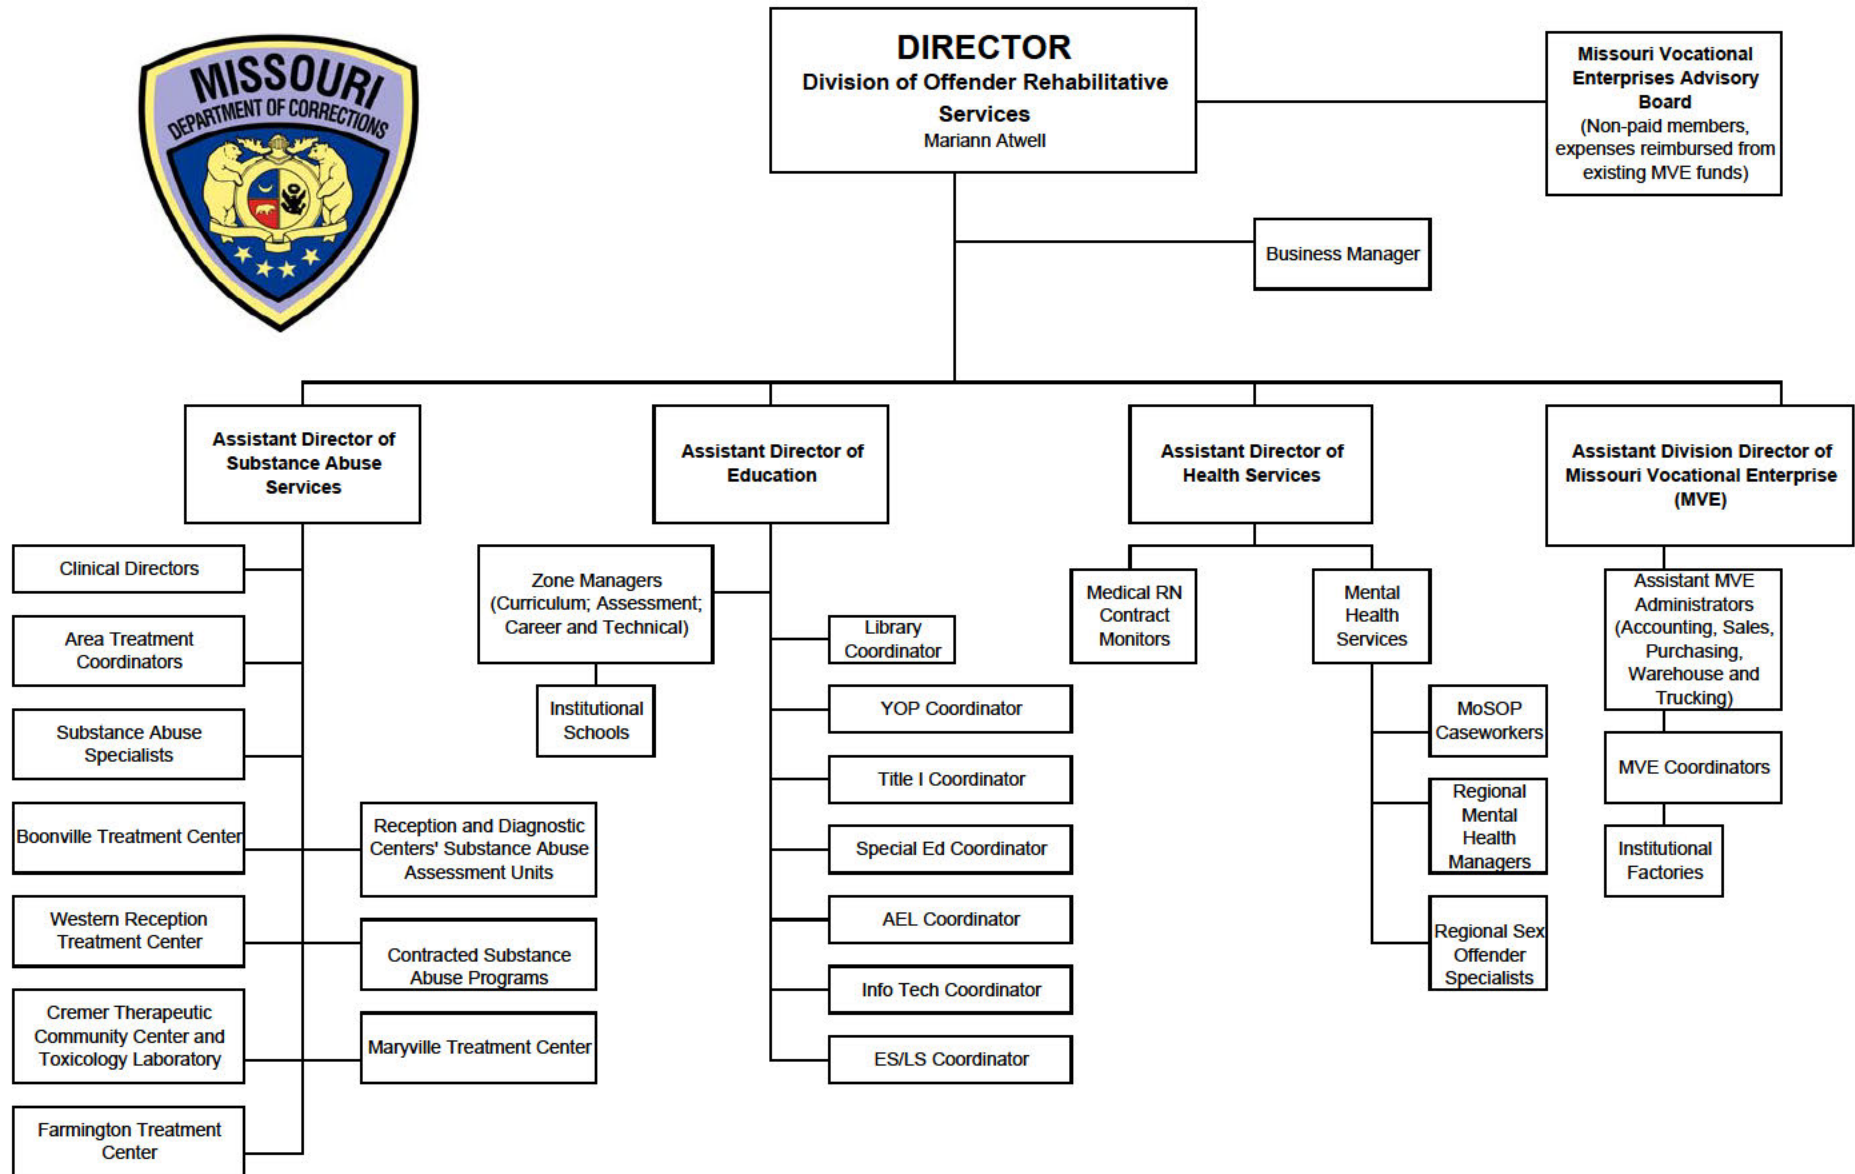 MISSOURI
DEPARTMENT OF CORRECTIONS
DIRECTOR
Division of Offender Rehabilitative
Services
Mariann Atwell
Missouri Vocational
Enterprises Advisory
Board
(Non-paid members,
expenses reimbursed from
existing MVE funds)
Business Manager
Assistant Director of
Substance Abuse
Services
Assistant Director of
Education
Assistant Director of
Health Services
Assistant Division Director of
Missouri Vocational Enterprise
(MVE)
Clinical Directors
Area Treatment
Coordinators
Substance Abuse
Specialists
Boonville Treatment Center
Western Reception
Treatment Center
Cremer Therapeutic
Community Center and
Toxicology Laboratory
Farmington Treatment
Center
Reception and Diagnostic
Centers' Substance Abuse
Assessment Units
Contracted Substance
Abuse Programs
Maryville Treatment Center
Zone Managers
(Curriculum; Assessment;
Career and Technical)
Institutional
Schools
Library
Coordinator
YOP Coordinator
Title I Coordinator
Special Ed Coordinator
AEL Coordinator
Info Tech Coordinator
ES/LS Coordinator
Medical RN
Contract
Monitors
Mental
Health
Services
MoSOP
Caseworkers
Regional
Mental
Health
Managers
Regional Sex
Offender
Specialists
Assistant MVE
Administrators
(Accounting, Sales,
Purchasing,
Warehouse and
Trucking)
MVE Coordinators
Institutional
Factories